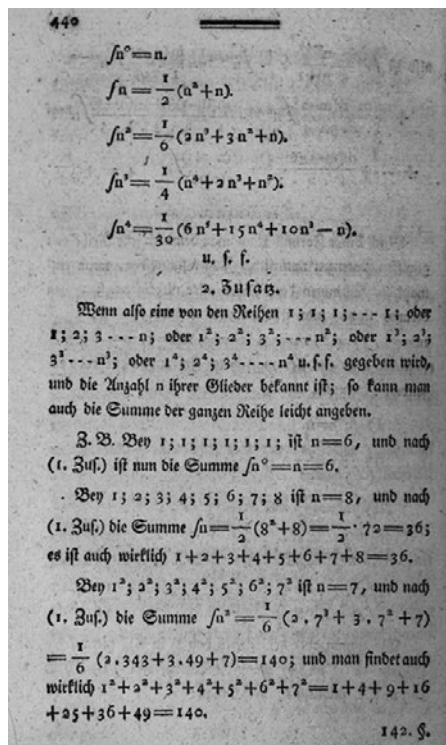 440
∫n⁰=n.
∫n=1/2(n²+n).
∫n²=1/6(2n³+3n²+n).
∫n³=1/4(n⁴+2n³+n²).
∫n⁴=1/30(6n⁵+15n⁴+10n³−n).
u. ſ. f.
2. Zuſatz.
Wenn alſo eine von den Reihen 1; 1; 1;--- 1; oder
1; 2; 3 --- n; oder 1²; 2²; 3²;--- n²; oder 1³; 2³;
3³--- n³; oder 1⁴; 2⁴; 3⁴---- n⁴ u. ſ. f. gegeben wird,
und die Anzahl n ihrer Glieder bekannt iſt; ſo kann man
auch die Summe der ganzen Reihe leicht angeben.
Z. B. Bey 1; 1; 1; 1; 1; 1; iſt n=6, und nach
(1. Zuſ.) iſt nun die Summe ∫n⁰=n=6.
Bey 1; 2; 3; 4; 5; 6; 7; 8 iſt n=8, und nach
(1. Zuſ.) die Summe ∫n=1/2(8²+8)=1/2· 72=36;
es iſt auch wirklich 1+2+3+4+5+6+7+8=36.
Bey 1²; 2²; 3²; 4²; 5²; 6²; 7² iſt n=7, und nach
(1. Zuſ.) die Summe ∫n²=1/6 (2 . 7³ + 3 . 7² + 7)
=1/6 (2.343+3.49+7)=140; und man findet auch
wirklich 1²+2²+3²+4²+5²+6²+7²=1+4+9+16
+25+36+49=140.
142. §.